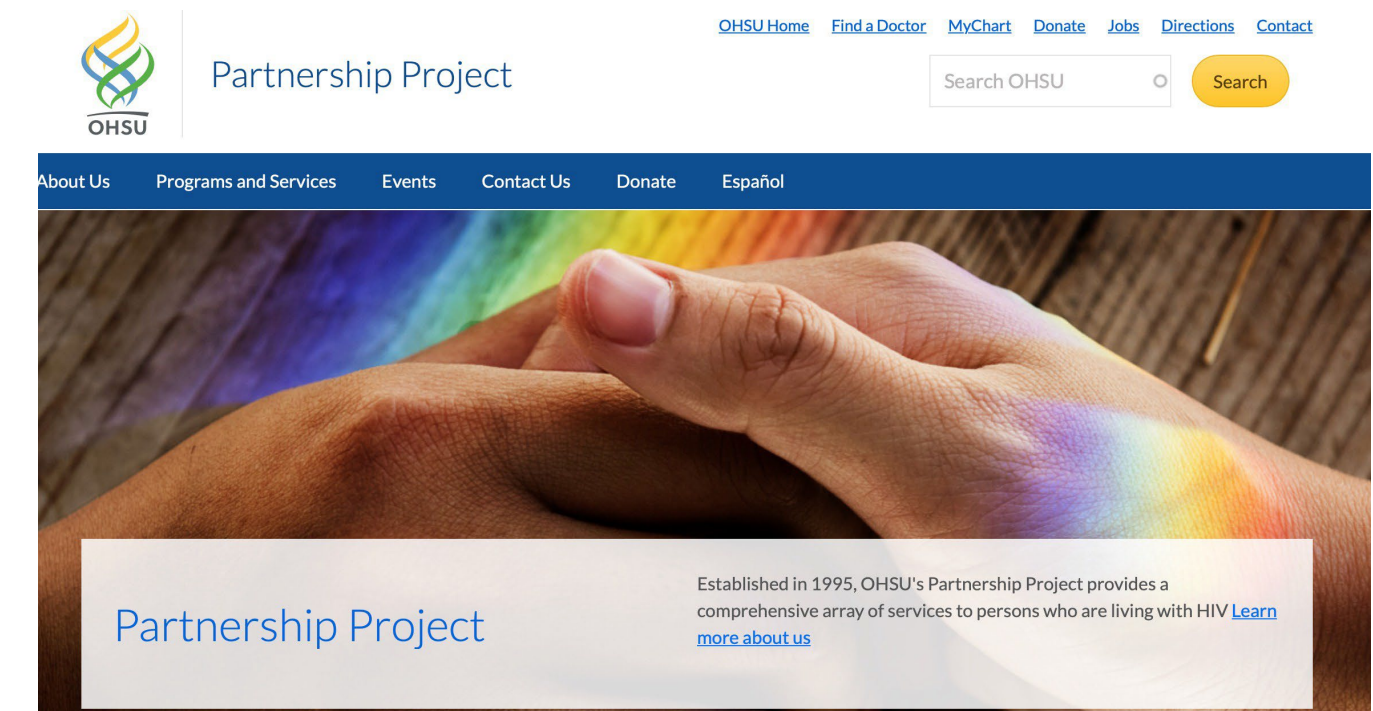 OHSU Home Find a Doctor MyChart Donate Jobs Directions Contact
OHSU
Partnership Project
Search OHSU
Search
About Us Programs and Services Events Contact Us Donate Español
Partnership Project
Established in 1995, OHSU's Partnership Project provides a
comprehensive array of services to persons who are living with HIV Learn
more about us